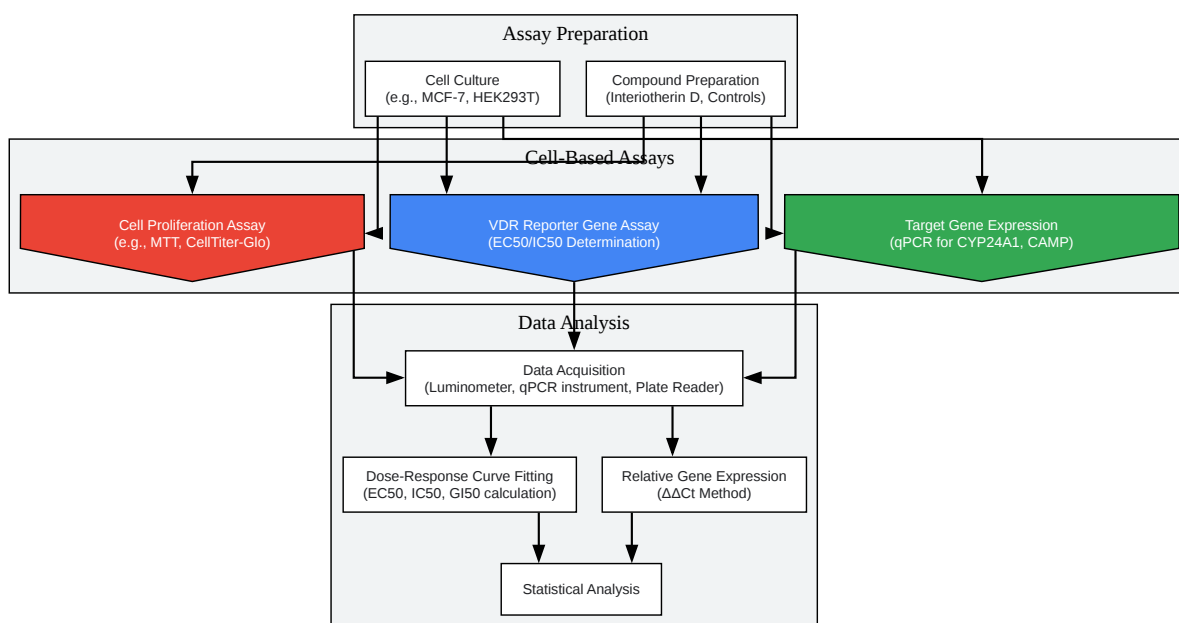 Assay Preparation
Cell Culture
(e.g., MCF-7, HEK293T)
Compound Preparation
(Interiotherin D, Controls)
Cell-Based Assays
Cell Proliferation Assay
(e.g., MTT, CellTiter-Glo)
VDR Reporter Gene Assay
(EC50/IC50 Determination)
Target Gene Expression
(qPCR for CYP24A1, CAMP)
Data Analysis
Data Acquisition
(Luminometer, qPCR instrument, Plate Reader)
Dose-Response Curve Fitting
(EC50, IC50, GI50 calculation)
Relative Gene Expression
(ΔΔCt Method)
Statistical Analysis